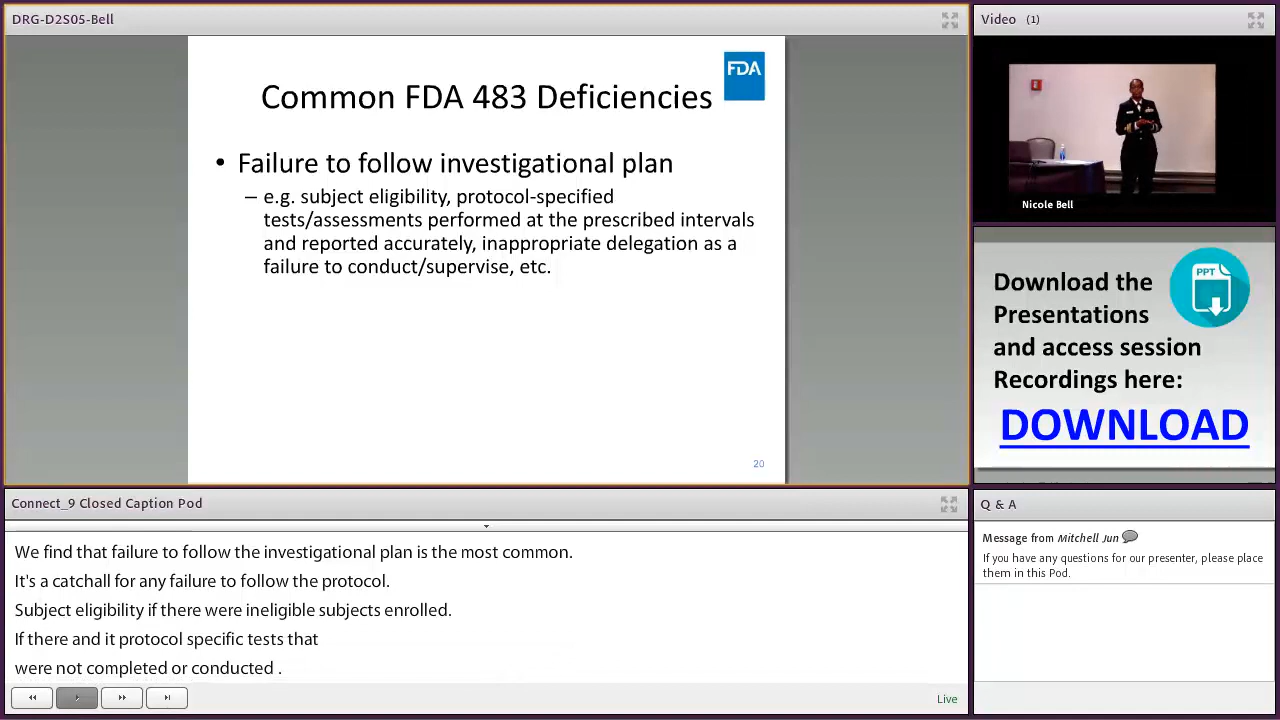 DRG-D2S05-Bell
FDA
Common FDA 483 Deficiencies
• Failure to follow investigational plan
– e.g. subject eligibility, protocol-specified
tests/assessments performed at the prescribed intervals
and reported accurately, inappropriate delegation as a
failure to conduct/supervise, etc.
20
Video (1)
Nicole Bell
PPT
Download the
Presentations
and access session
Recordings here:
DOWNLOAD
Connect_9 Closed Caption Pod
We find that failure to follow the investigational plan is the most common.
It's a catchall for any failure to follow the protocol.
Subject eligibility if there were ineligible subjects enrolled.
If there and it protocol specific tests that
were not completed or conducted .
Live
Q & A
Message from Mitchell Jun
If you have any questions for our presenter, please place
them in this Pod.